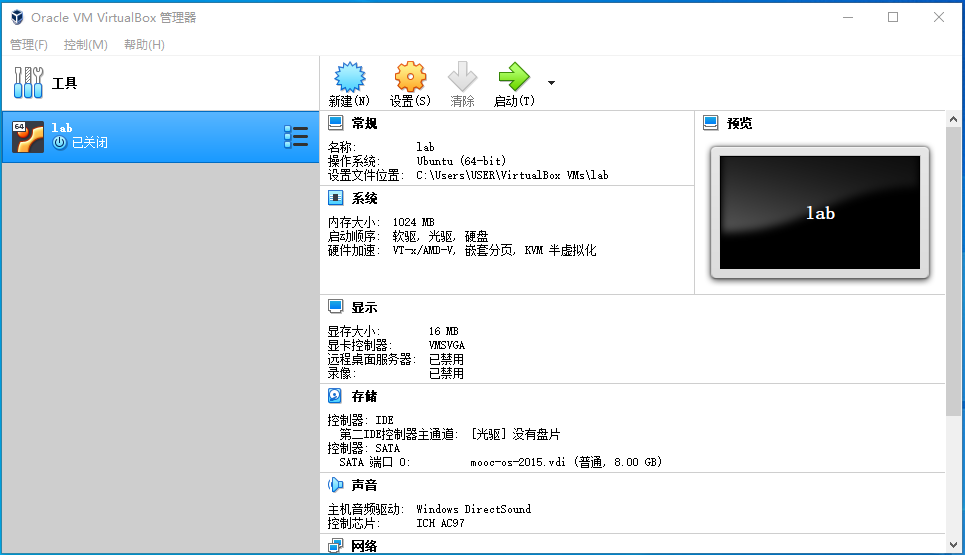 Oracle VM VirtualBox 管理器
管理(F) 控制(M) 帮助(H)
工具
新建(N) 设置(S) 清除 启动(T)
64
lab
已关闭
常规
名称: lab
操作系统: Ubuntu (64-bit)
设置文件位置: C:\Users\USER\VirtualBox VMs\lab
预览
lab
系统
内存大小: 1024 MB
启动顺序: 软驱, 光驱, 硬盘
硬件加速: VT-x/AMD-V, 嵌套分页, KVM 半虚拟化
显示
显存大小: 16 MB
显卡控制器: VMSVGA
远程桌面服务器: 已禁用
录像: 已禁用
存储
控制器: IDE
第二IDE控制器主通道: [光驱] 没有盘片
控制器: SATA
SATA 端口 0: mooc-os-2015.vdi (普通, 8.00 GB)
声音
主机音频驱动: Windows DirectSound
控制芯片: ICH AC97
网络